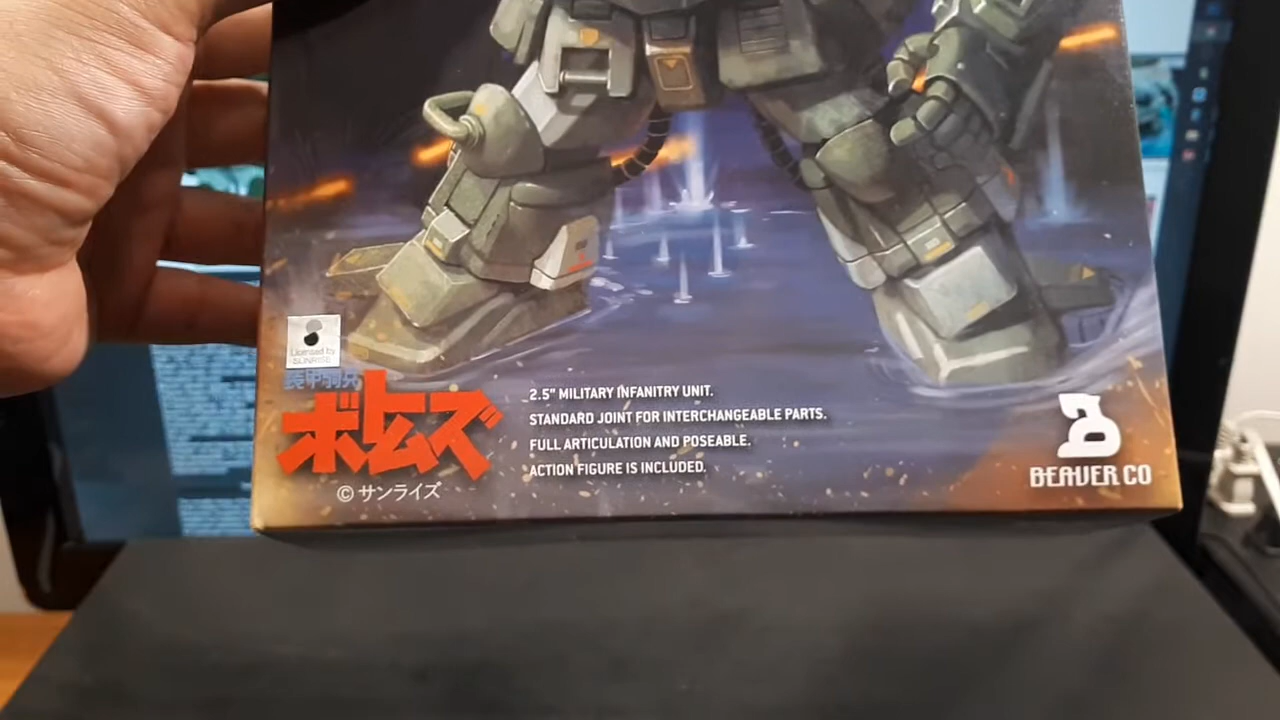 Licensed by
SUNRISE
装甲騎兵
ボトムズ
© サンライズ
2.5" MILITARY INFANITRY UNIT.
STANDARD JOINT FOR INTERCHANGEABLE PARTS.
FULL ARTICULATION AND POSEABLE.
ACTION FIGURE IS INCLUDED.
BEAVER CO